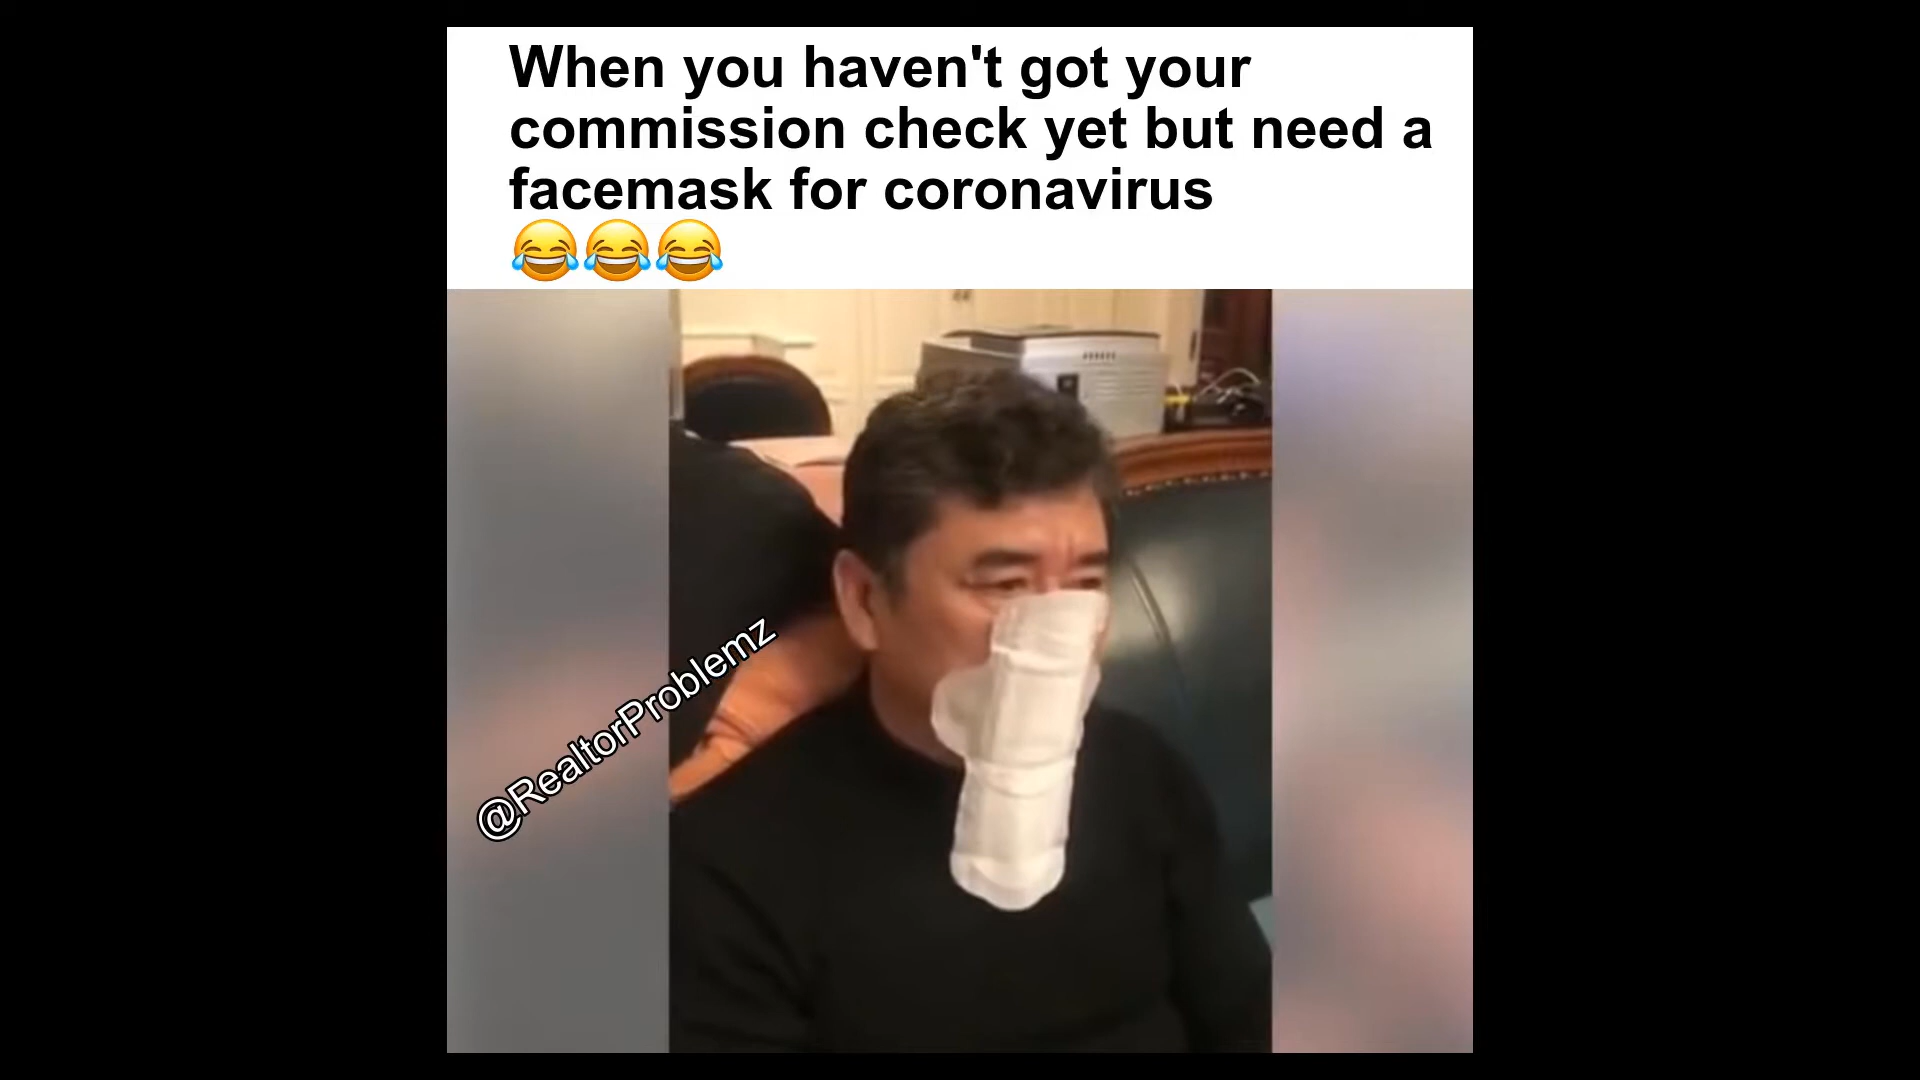 When you haven't got your
commission check yet but need a
facemask for coronavirus
😂😂😂
@RealtorProblemz